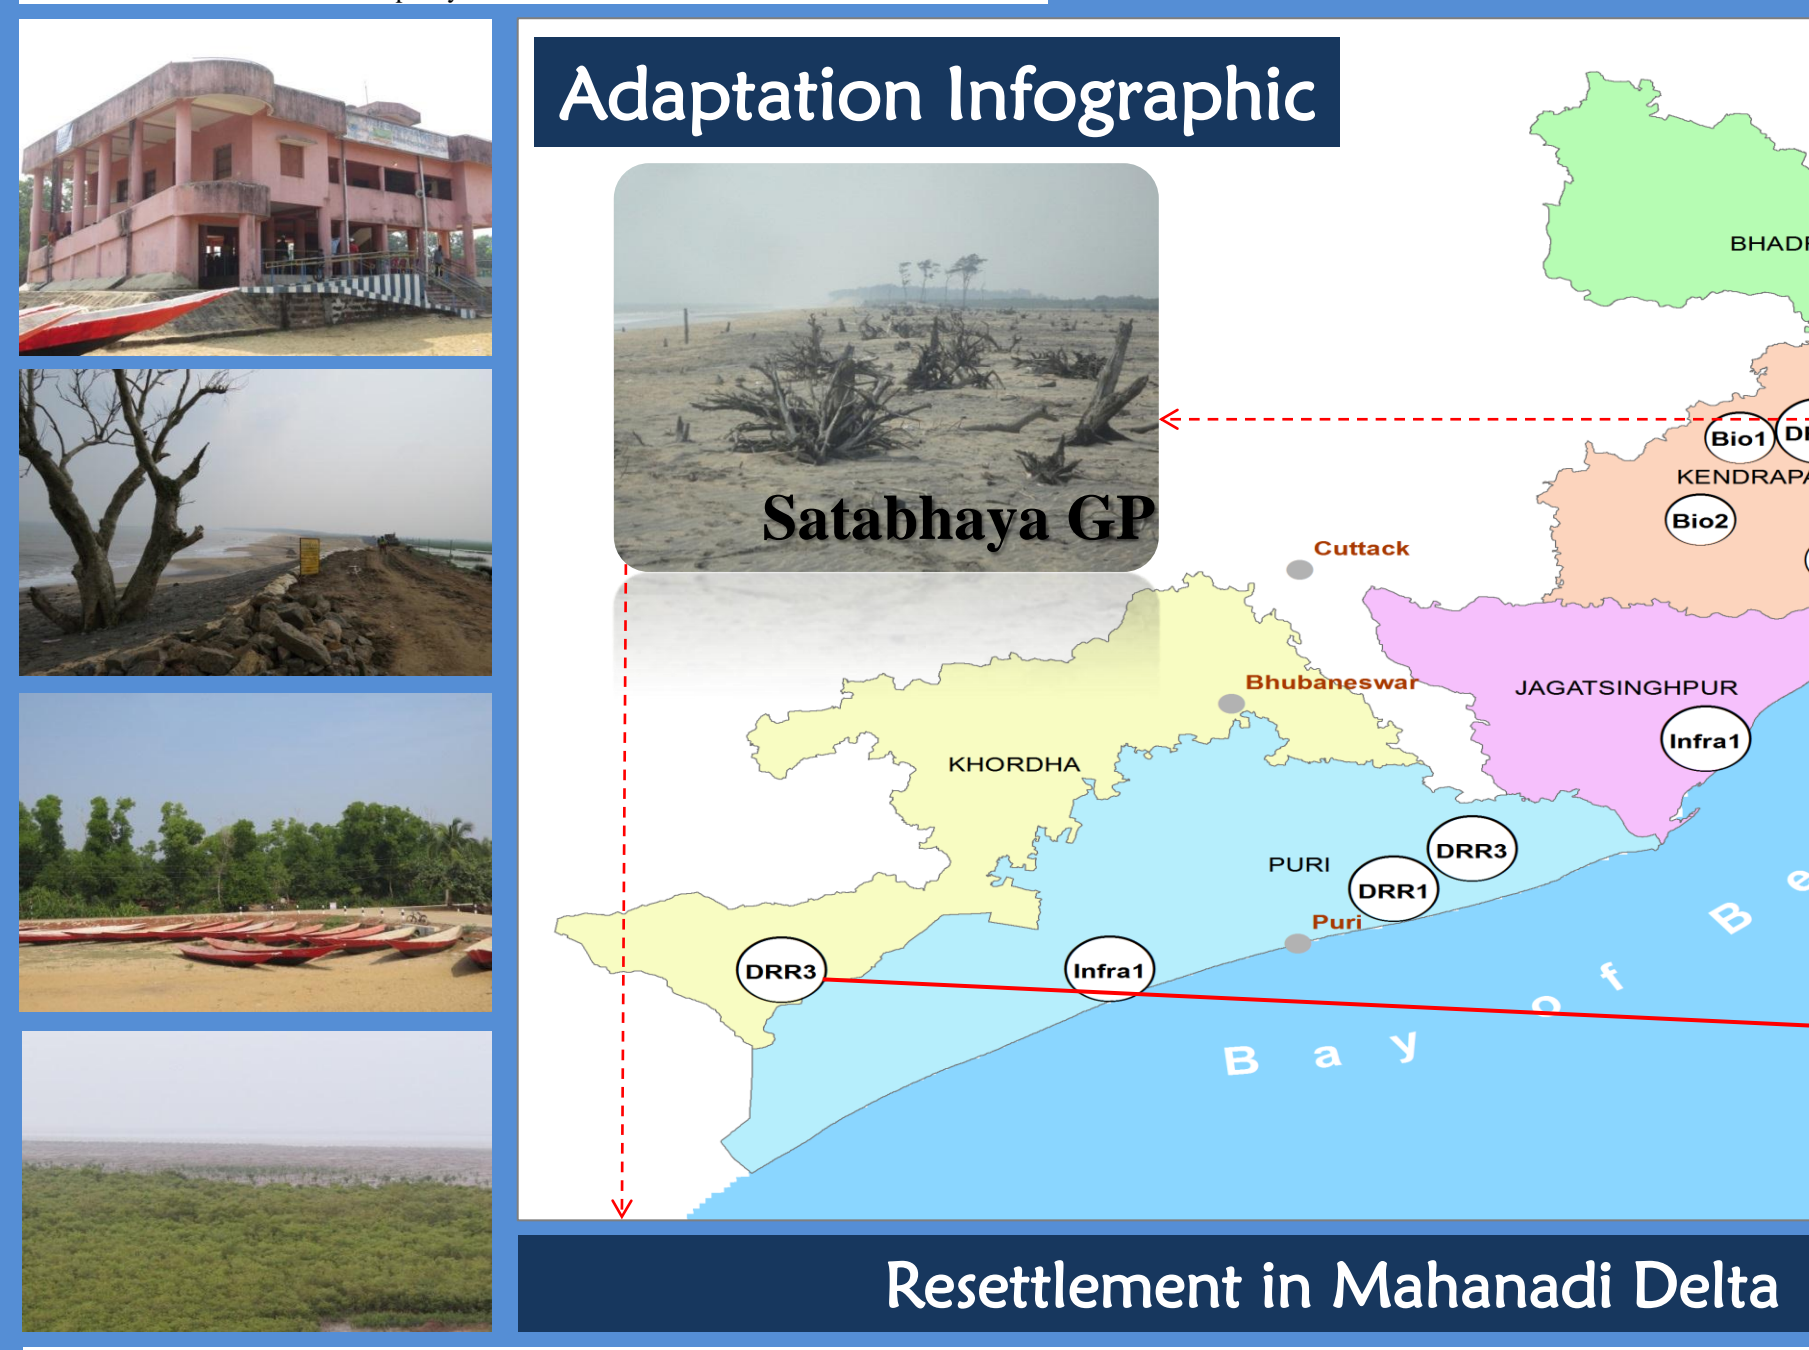 Adaptation Infographic
Satabhaya GP
BHADR
Bio1
DR
KENDRAPA
Bio2
Cuttack
Bhubaneswar
JAGATSINGHPUR
Infra1
KHORDHA
PURI
DRR3
DRR1
Puri
DRR3
Infra1
Bay of Be
Resettlement in Mahanadi Delta